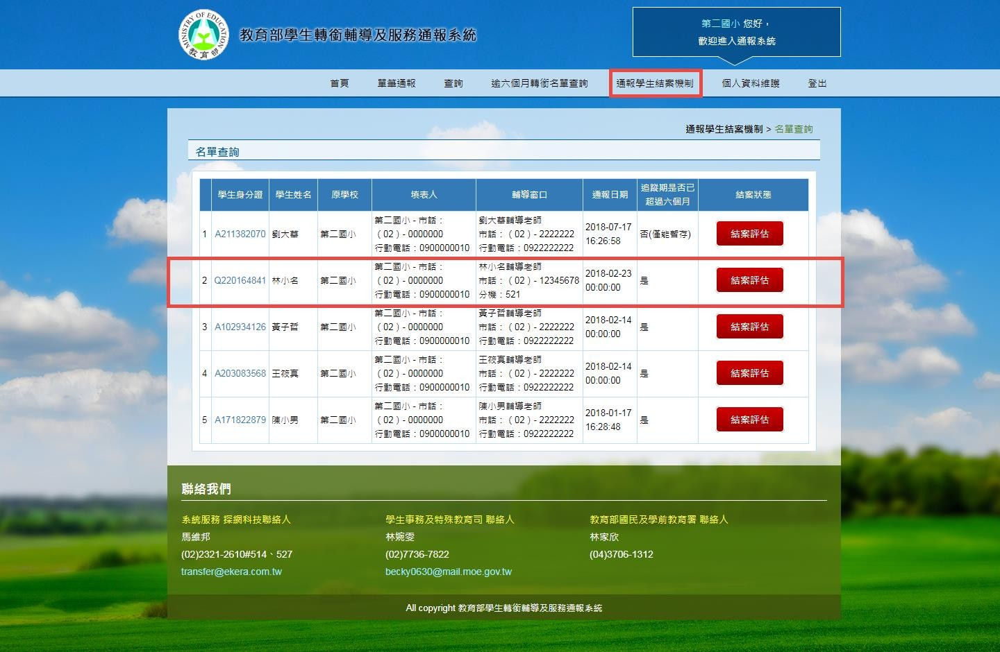 MINISTRY OF EDUCATION
教育部
教育部學生轉銜輔導及服務通報系統
第二國小 您好，
歡迎進入通報系統
首頁 單筆通報 查詢 逾六個月轉銜名單查詢 通報學生結案機制 個人資料維護 登出
通報學生結案機制 > 名單查詢
名單查詢
學生身分證 學生姓名 原學校 填表人 輔導窗口 通報日期 追蹤期是否已 結案狀態
超過六個月
第二國小 - 市話： 劉大華輔導老師
1 A211382070 劉大華 第二國小 （02）- 0000000 市話：（02）- 2222222 2018-07-17 否(僅能暫存) 結案評估
行動電話：0900000010 行動電話：0922222222 16:26:58
第二國小 - 市話： 林小名輔導老師
2 Q220164841 林小名 第二國小 （02）- 0000000 市話：（02）- 12345678 2018-02-23 是 結案評估
行動電話：0900000010 分機：521 00:00:00
第二國小 - 市話： 黃子哲輔導老師
3 A102934126 黃子哲 第二國小 （02）- 0000000 市話：（02）- 2222222 2018-02-14 是 結案評估
行動電話：0900000010 行動電話：0922222222 00:00:00
第二國小 - 市話： 王筱真輔導老師
4 A203083568 王筱真 第二國小 （02）- 0000000 市話：（02）- 2222222 2018-02-14 是 結案評估
行動電話：0900000010 行動電話：0922222222 00:00:00
第二國小 - 市話： 陳小男輔導老師
5 A171822879 陳小男 第二國小 （02）- 0000000 市話：（02）- 2222222 2018-01-17 是 結案評估
行動電話：0900000010 行動電話：0922222222 16:28:48
聯絡我們
系統服務 探網科技聯絡人 學生事務及特殊教育司 聯絡人 教育部國民及學前教育署 聯絡人
馬維邦 林婉雯 林家欣
(02)2321-2610#514、527 (02)7736-7822 (04)3706-1312
transfer@ekera.com.tw becky0630@mail.moe.gov.tw
All copyright 教育部學生轉銜輔導及服務通報系統